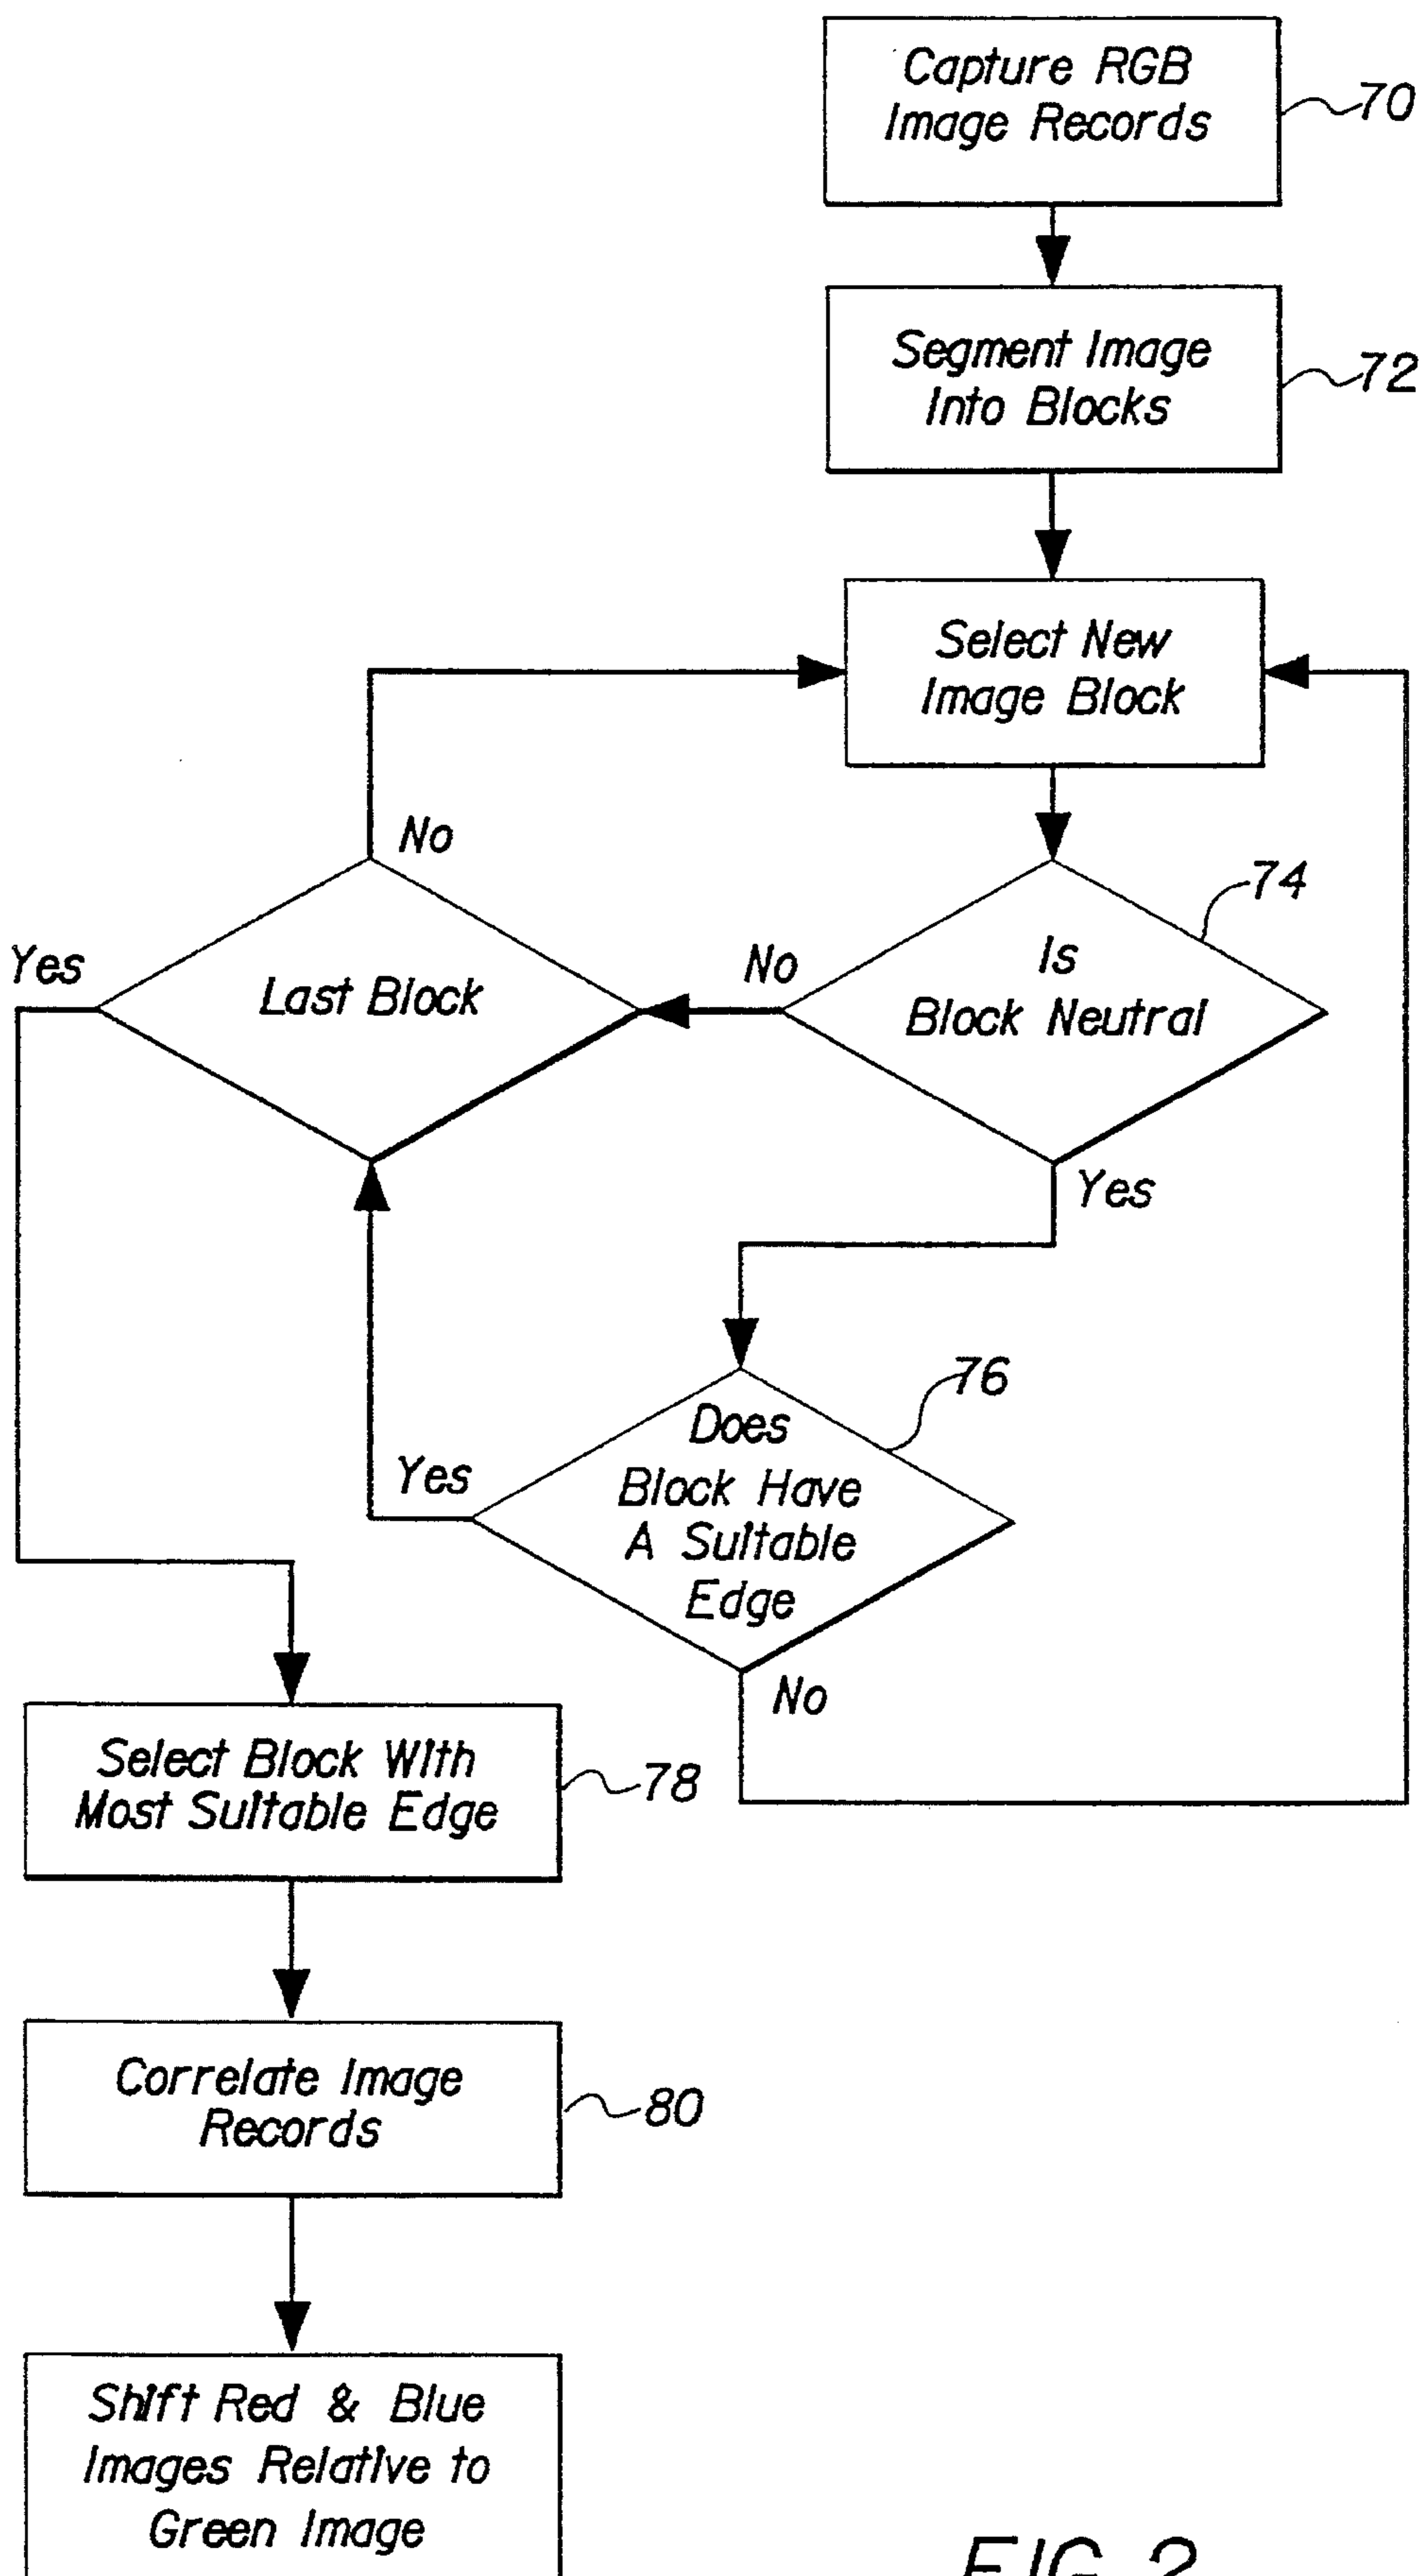 Capture RGB
Image Records
70
Segment Image
Into Blocks
72
Select New
Image Block
No
74
Yes
Last Block
No
Is
Block Neutral
Yes
76
Does
Block Have
A Suitable
Edge
Yes
No
Select Block With
Most Suitable Edge
78
Correlate Image
Records
80
Shift Red & Blue
Images Relative to
Green Image
FIG. 2